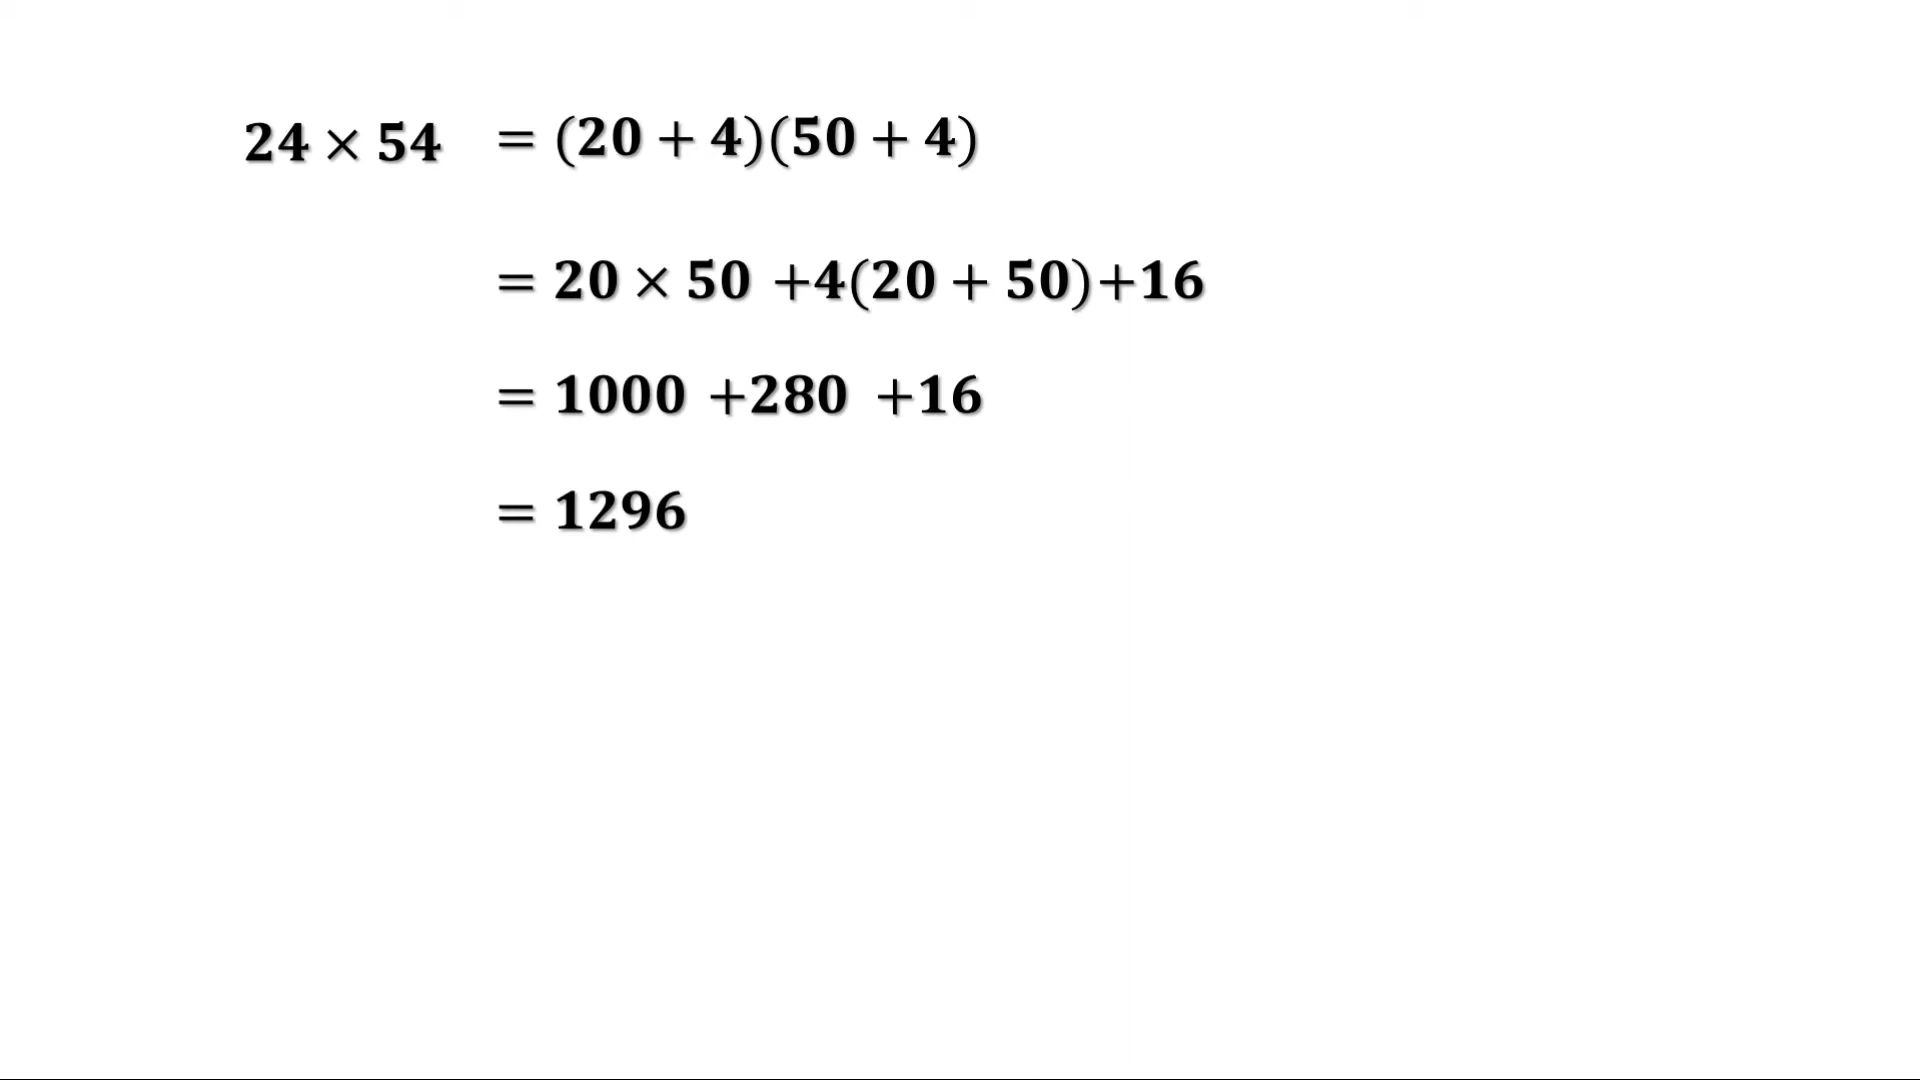 24 × 54 = (20 + 4)(50 + 4)
= 20 × 50 +4(20 + 50)+16
= 1000 +280 +16
= 1296